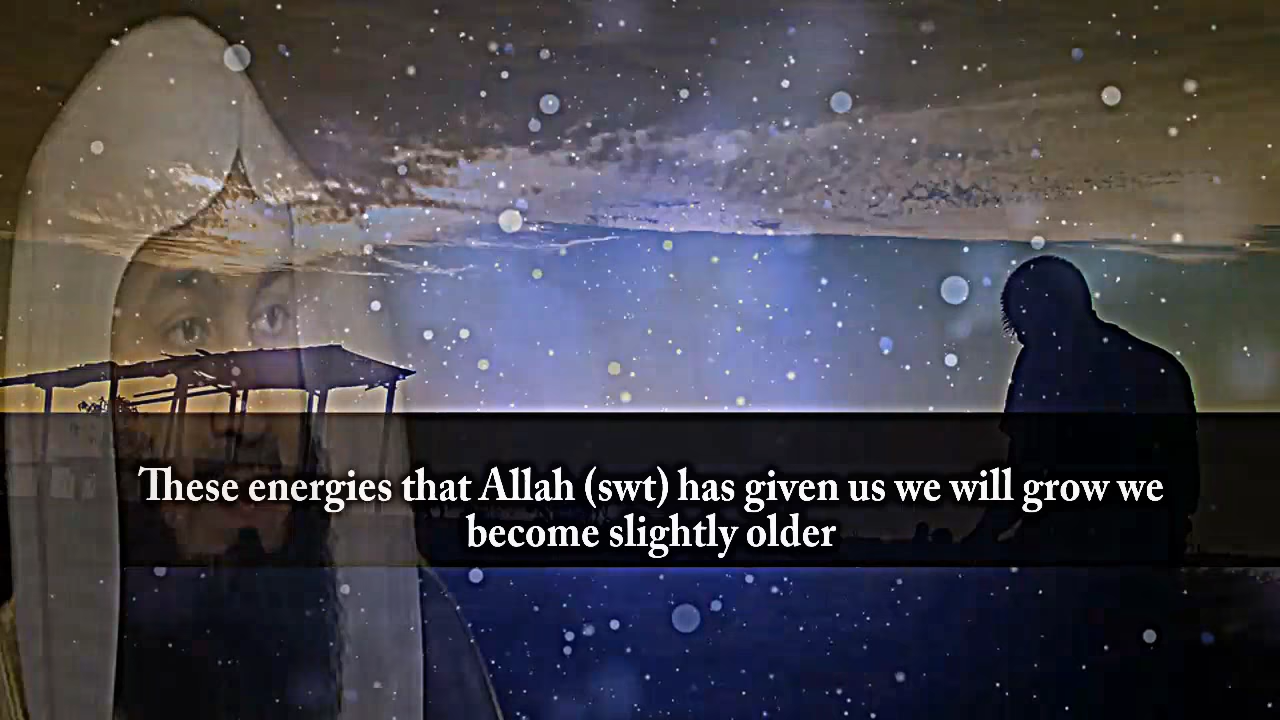 These energies that Allah (swt) has given us we will grow we
become slightly older